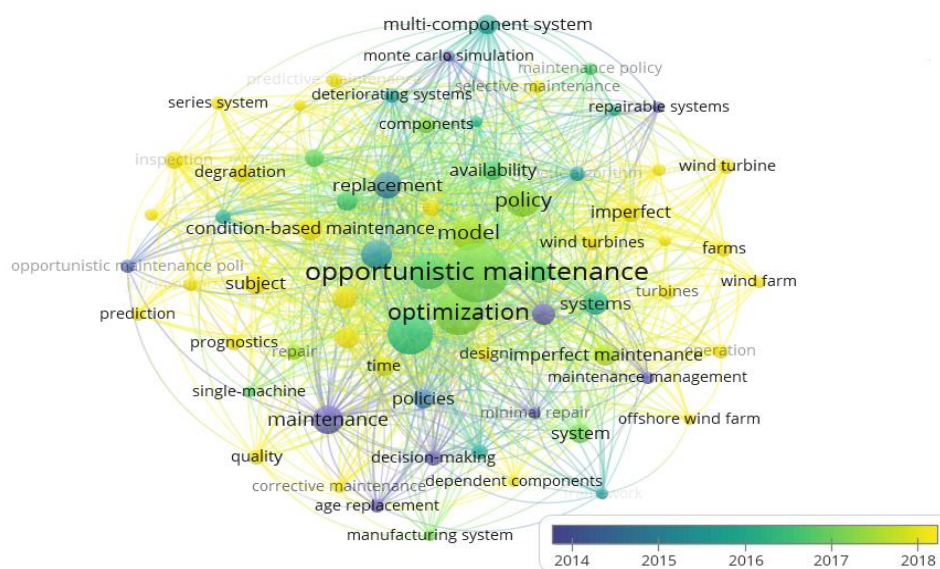 multi-component system
monte carlo simulation
maintenance policy
predictive maintenance
selective maintenance
deteriorating systems
series system
repairable systems
components
inspection
degradation
availability
wind turbine
replacement
policy
imperfect
condition-based maintenance
model
wind turbines
farms
opportunistic maintenance poll
opportunistic maintenance
subject
wind farm
turbines
prediction
optimization
systems
prognostics
repair
design
imperfect maintenance
operation
time
maintenance management
single-machine
policies
maintenance
minimal repair
offshore wind farm
system
quality
decision-making
corrective maintenance
dependent components
age replacement
manufacturing system
2014 2015 2016 2017 2018